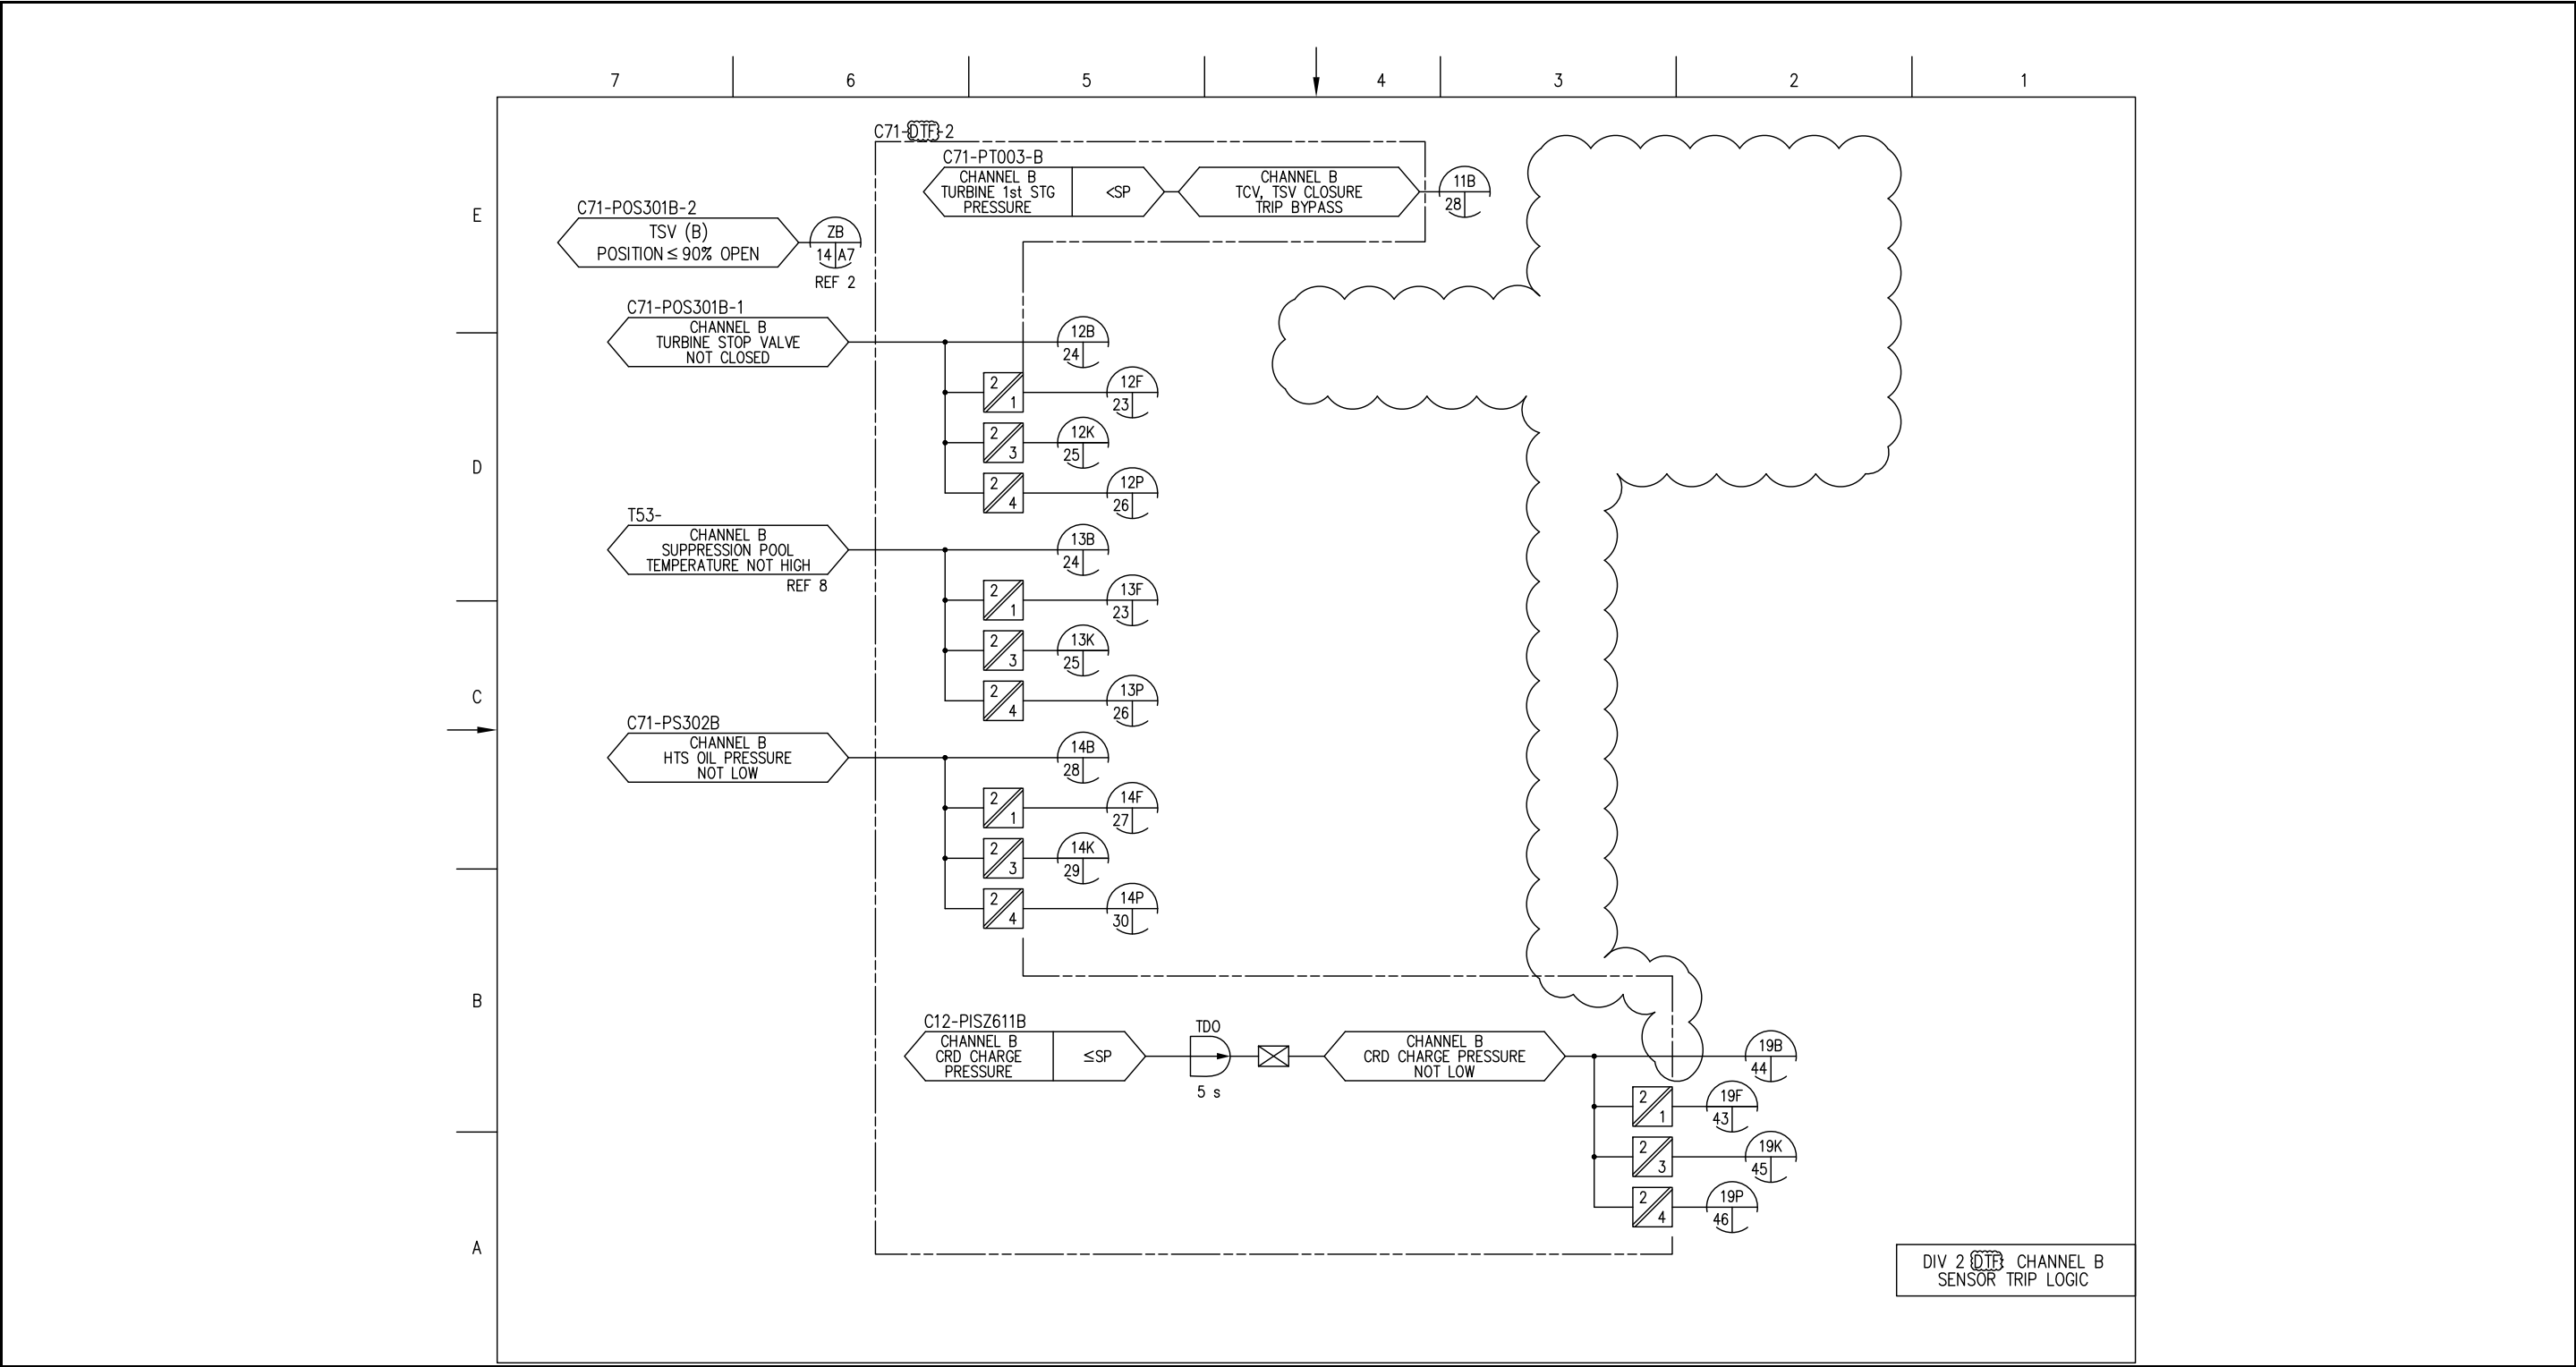 7 6 5 4 3 2 1
C71-DTF-2
C71-PT003-B
CHANNEL B
TURBINE 1st STG
PRESSURE
<SP
CHANNEL B
TCV, TSV CLOSURE
TRIP BYPASS
11B
28
E
C71-POS301B-2
TSV (B)
POSITION ≤ 90% OPEN
ZB
14 A7
REF 2
C71-POS301B-1
CHANNEL B
TURBINE STOP VALVE
NOT CLOSED
12B
24
2
1
12F
23
2
3
12K
25
D
2
4
12P
26
T53-
CHANNEL B
SUPPRESSION POOL
TEMPERATURE NOT HIGH
REF 8
13B
24
2
1
13F
23
2
3
13K
25
C
2
4
13P
26
C71-PS302B
CHANNEL B
HTS OIL PRESSURE
NOT LOW
14B
28
2
1
14F
27
2
3
14K
29
2
4
14P
30
B
C12-PISZ611B
CHANNEL B
CRD CHARGE
PRESSURE
≤SP
TDO
5 s
CHANNEL B
CRD CHARGE PRESSURE
NOT LOW
19B
44
2
1
19F
43
2
3
19K
45
2
4
19P
46
A
DIV 2 DTF CHANNEL B
SENSOR TRIP LOGIC